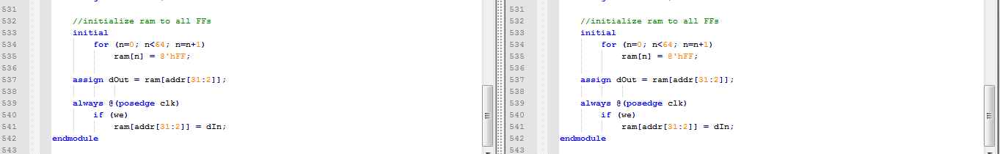 531
532 //initialize ram to all FFs
533 initial
534 for (n=0; n<64; n=n+1)
535 ram[n] = 8'hFF;
536
537 assign dOut = ram[addr[31:2]];
538
539 always @(posedge clk)
540 if (we)
541 ram[addr[31:2]] = dIn;
542 endmodule
543
531
532 //initialize ram to all FFs
533 initial
534 for (n=0; n<64; n=n+1)
535 ram[n] = 8'hFF;
536
537 assign dOut = ram[addr[31:2]];
538
539 always @(posedge clk)
540 if (we)
541 ram[addr[31:2]] = dIn;
542 endmodule
543